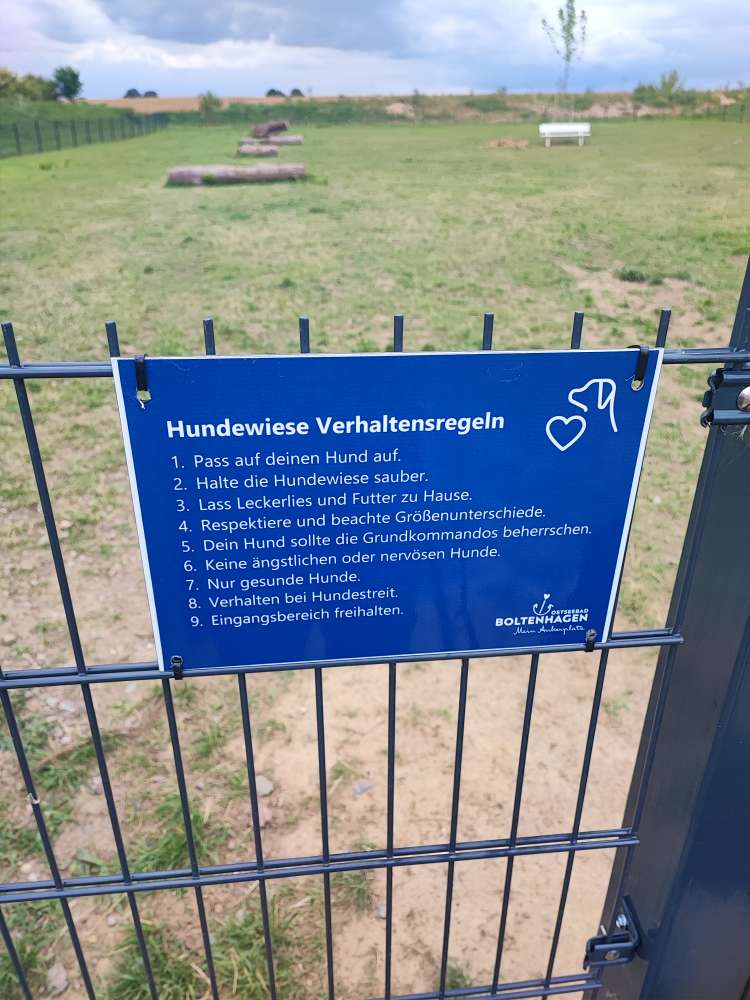 Hundewiese Verhaltensregeln
1. Pass auf deinen Hund auf.
2. Halte die Hundewiese sauber.
3. Lass Leckerlies und Futter zu Hause.
4. Respektiere und beachte Größenunterschiede.
5. Dein Hund sollte die Grundkommandos beherrschen.
6. Keine ängstlichen oder nervösen Hunde.
7. Nur gesunde Hunde.
8. Verhalten bei Hundestreit.
9. Eingangsbereich freihalten.
OSTSEEBAD
BOLTENHAGEN
Mein Ankerplatz